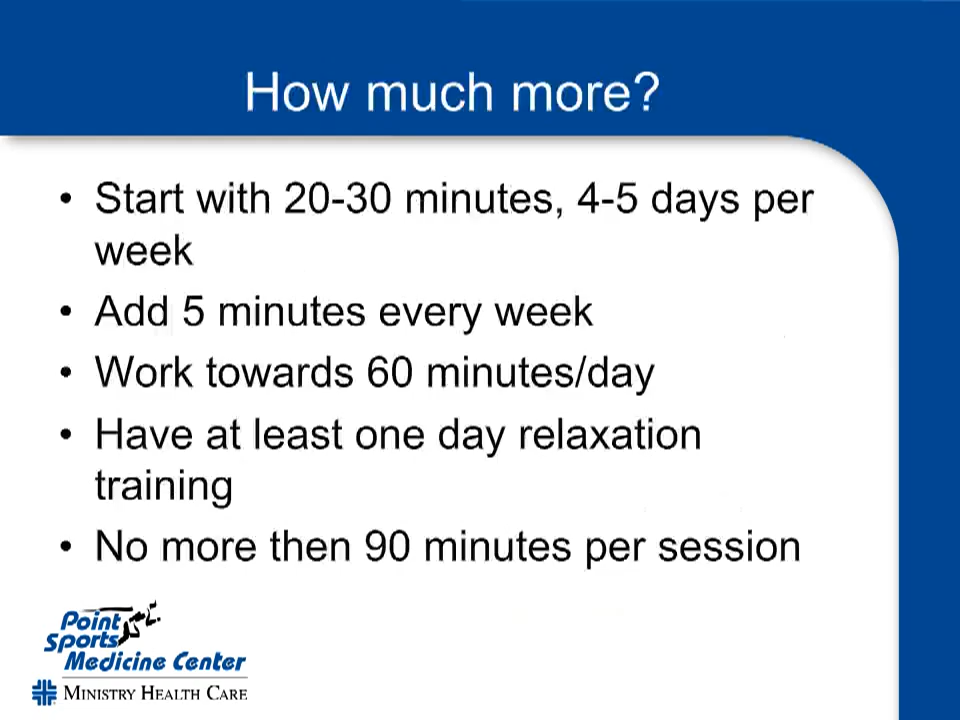 How much more?
• Start with 20-30 minutes, 4-5 days per
week
• Add 5 minutes every week
• Work towards 60 minutes/day
• Have at least one day relaxation
training
• No more then 90 minutes per session
Point
Sports
Medicine Center
MINISTRY HEALTH CARE